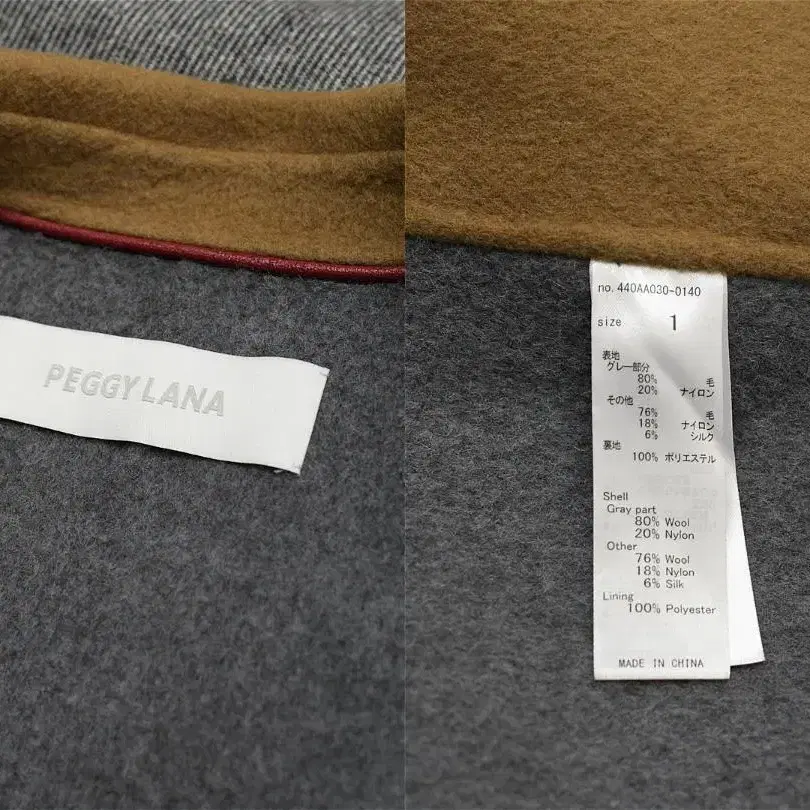 PEGGY LANA
no. 440AA030-0140
size 1
表地
グレー部分
80% 毛
20% ナイロン
その他
76% 毛
18% ナイロン
6% シルク
裏地
100% ポリエステル
Shell
Gray part
80% Wool
20% Nylon
Other
76% Wool
18% Nylon
6% Silk
Lining
100% Polyester
MADE IN CHINA